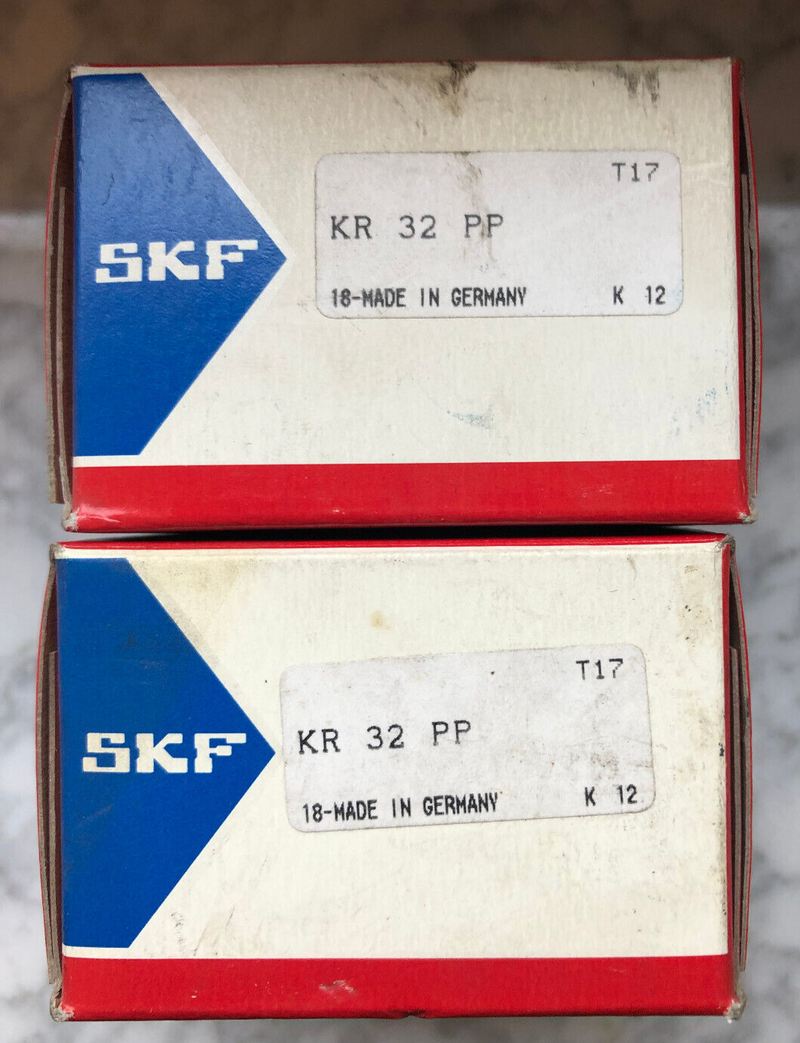 SKF
T17
KR 32 PP
18-MADE IN GERMANY K 12
SKF
T17
KR 32 PP
18-MADE IN GERMANY K 12